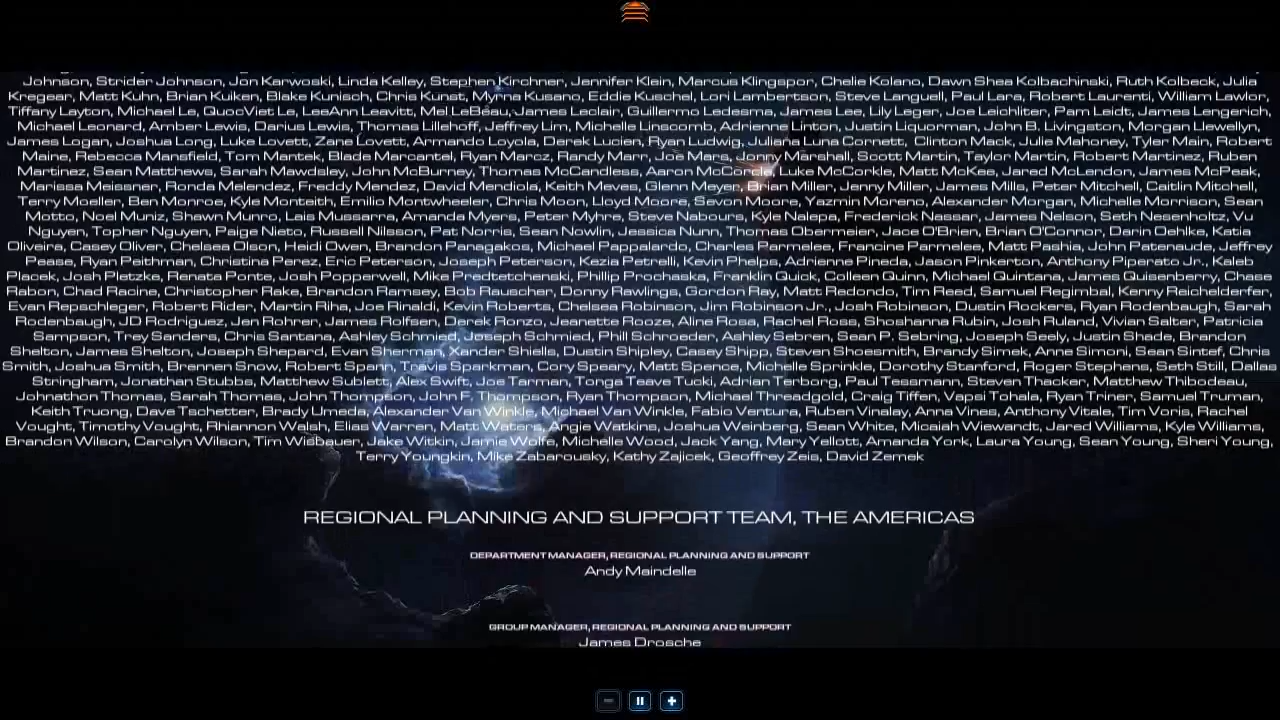 Johnson, Strider Johnson, Jon Karwoski, Linda Kelley, Stephen Kirchner, Jennifer Klein, Marcus Klingspor, Chelie Kolano, Dawn Shea Kolbachinski, Ruth Kolbeck, Julia
Kregear, Matt Kuhn, Brian Kuiken, Blake Kunisch, Chris Kunst, Myrna Kusano, Eddie Kuschel, Lori Lambertson, Steve Languell, Paul Lara, Robert Laurenti, William Lawlor,
Tiffany Layton, Michael Le, QuocViet Le, LeeAnn Leavitt, Mel LeBeau, James Leclair, Guillermo Ledesma, James Lee, Lily Leger, Joe Leichliter, Pam Leidt, James Lengerich,
Michael Leonard, Amber Lewis, Darius Lewis, Thomas Lillehoff, Jeffrey Lim, Michelle Linscomb, Adrienne Linton, Justin Liquorman, John B. Livingston, Morgan Llewellyn,
James Logan, Joshua Long, Luke Lovett, Zane Lovett, Armando Loyola, Derek Lucien, Ryan Ludwig, Juliana Luna Cornett, Clinton Mack, Julie Mahoney, Tyler Main, Robert
Maine, Rebecca Mansfield, Tom Mantek, Blade Marcantel, Ryan Marcz, Randy Marr, Joe Mars, Jonny Marshall, Scott Martin, Taylor Martin, Robert Martinez, Ruben
Martinez, Sean Matthews, Sarah Mawdsley, John McBurney, Thomas McCandless, Aaron McCorcle, Luke McCorkle, Matt McKee, Jared McLendon, James McPeak,
Marissa Meissner, Ronda Melendez, Freddy Mendez, David Mendiola, Keith Meves, Glenn Meyer, Brian Miller, Jenny Miller, James Mills, Peter Mitchell, Caitlin Mitchell,
Terry Moeller, Ben Monroe, Kyle Monteith, Emilio Montwheeler, Chris Moon, Lloyd Moore, Sevon Moore, Yazmin Moreno, Alexander Morgan, Michelle Morrison, Sean
Motto, Noel Muniz, Shawn Munro, Lais Mussarra, Amanda Myers, Peter Myhre, Steve Nabours, Kyle Nalepa, Frederick Nassar, James Nelson, Seth Nesenholtz, Vu
Nguyen, Topher Nguyen, Paige Nieto, Russell Nilsson, Pat Norris, Sean Nowlin, Jessica Nunn, Thomas Obermeier, Jace O'Brien, Brian O'Connor, Darin Oehlke, Katia
Oliveira, Casey Oliver, Chelsea Olson, Heidi Owen, Brandon Panagakos, Michael Pappalardo, Charles Parmelee, Francine Parmelee, Matt Pashia, John Patenaude, Jeffrey
Pease, Ryan Peithman, Christina Perez, Eric Peterson, Joseph Peterson, Kezia Petrelli, Kevin Phelps, Adrienne Pineda, Jason Pinkerton, Anthony Piperato Jr., Kaleb
Placek, Josh Pletzke, Renata Ponte, Josh Popperwell, Mike Predtetchenski, Phillip Prochaska, Franklin Quick, Colleen Quinn, Michael Quintana, James Quisenberry, Chase
Rabon, Chad Racine, Christopher Rake, Brandon Ramsey, Bob Rauscher, Donny Rawlings, Gordon Ray, Matt Redondo, Tim Reed, Samuel Regimbal, Kenny Reichelderfer,
Evan Repschleger, Robert Rider, Martin Riha, Joe Rinaldi, Kevin Roberts, Chelsea Robinson, Jim Robinson Jr., Josh Robinson, Dustin Rockers, Ryan Rodenbaugh, Sarah
Rodenbaugh, JD Rodriguez, Jan Rohrer, James Rolfsen, Derek Ronzo, Jeanette Rooze, Aline Rosa, Rachel Ross, Shoshanna Rubin, Josh Ruland, Vivian Salter, Patricia
Sampson, Trey Sanders, Chris Santana, Ashley Schmied, Joseph Schmied, Phill Schroeder, Ashley Sebren, Sean P. Sebring, Joseph Seely, Justin Shade, Brandon
Shelton, James Shelton, Joseph Shepard, Evan Sherman, Xander Shiells, Dustin Shipley, Casey Shipp, Steven Shoesmith, Brandy Simek, Anne Simoni, Sean Sintef, Chris
Smith, Joshua Smith, Brennen Snow, Robert Spann, Travis Sparkman, Cory Speary, Matt Spence, Michelle Sprinkle, Dorothy Stanford, Roger Stephens, Seth Still, Dallas
Stringham, Jonathan Stubbs, Matthew Sublett, Alex Swift, Joe Tarman, Tonga Teave Tucki, Adrian Terborg, Paul Tessmann, Steven Thacker, Matthew Thibodeau,
Johnathon Thomas, Sarah Thomas, John Thompson, John F. Thompson, Ryan Thompson, Michael Threadgold, Craig Tiffen, Vapsi Tohala, Ryan Triner, Samuel Truman,
Keith Truong, Dave Tschetter, Brady Umeda, Alexander Van Winkle, Michael Van Winkle, Fabio Ventura, Ruben Vinalay, Anna Vines, Anthony Vitale, Tim Voris, Rachel
Vought, Timothy Vought, Rhiannon Walsh, Elias Warren, Matt Waters, Angie Watkins, Joshua Weinberg, Sean White, Micaiah Wiewandt, Jared Williams, Kyle Williams,
Brandon Wilson, Carolyn Wilson, Tim Wisbauer, Jake Witkin, Jamie Wolfe, Michelle Wood, Jack Yang, Mary Yellott, Amanda York, Laura Young, Sean Young, Sheri Young,
Terry Youngkin, Mike Zabarousky, Kathy Zajicek, Geoffrey Zeis, David Zemek
REGIONAL PLANNING AND SUPPORT TEAM, THE AMERICAS
DEPARTMENT MANAGER, REGIONAL PLANNING AND SUPPORT
Andy Maindelle
GROUP MANAGER, REGIONAL PLANNING AND SUPPORT
James Drosche